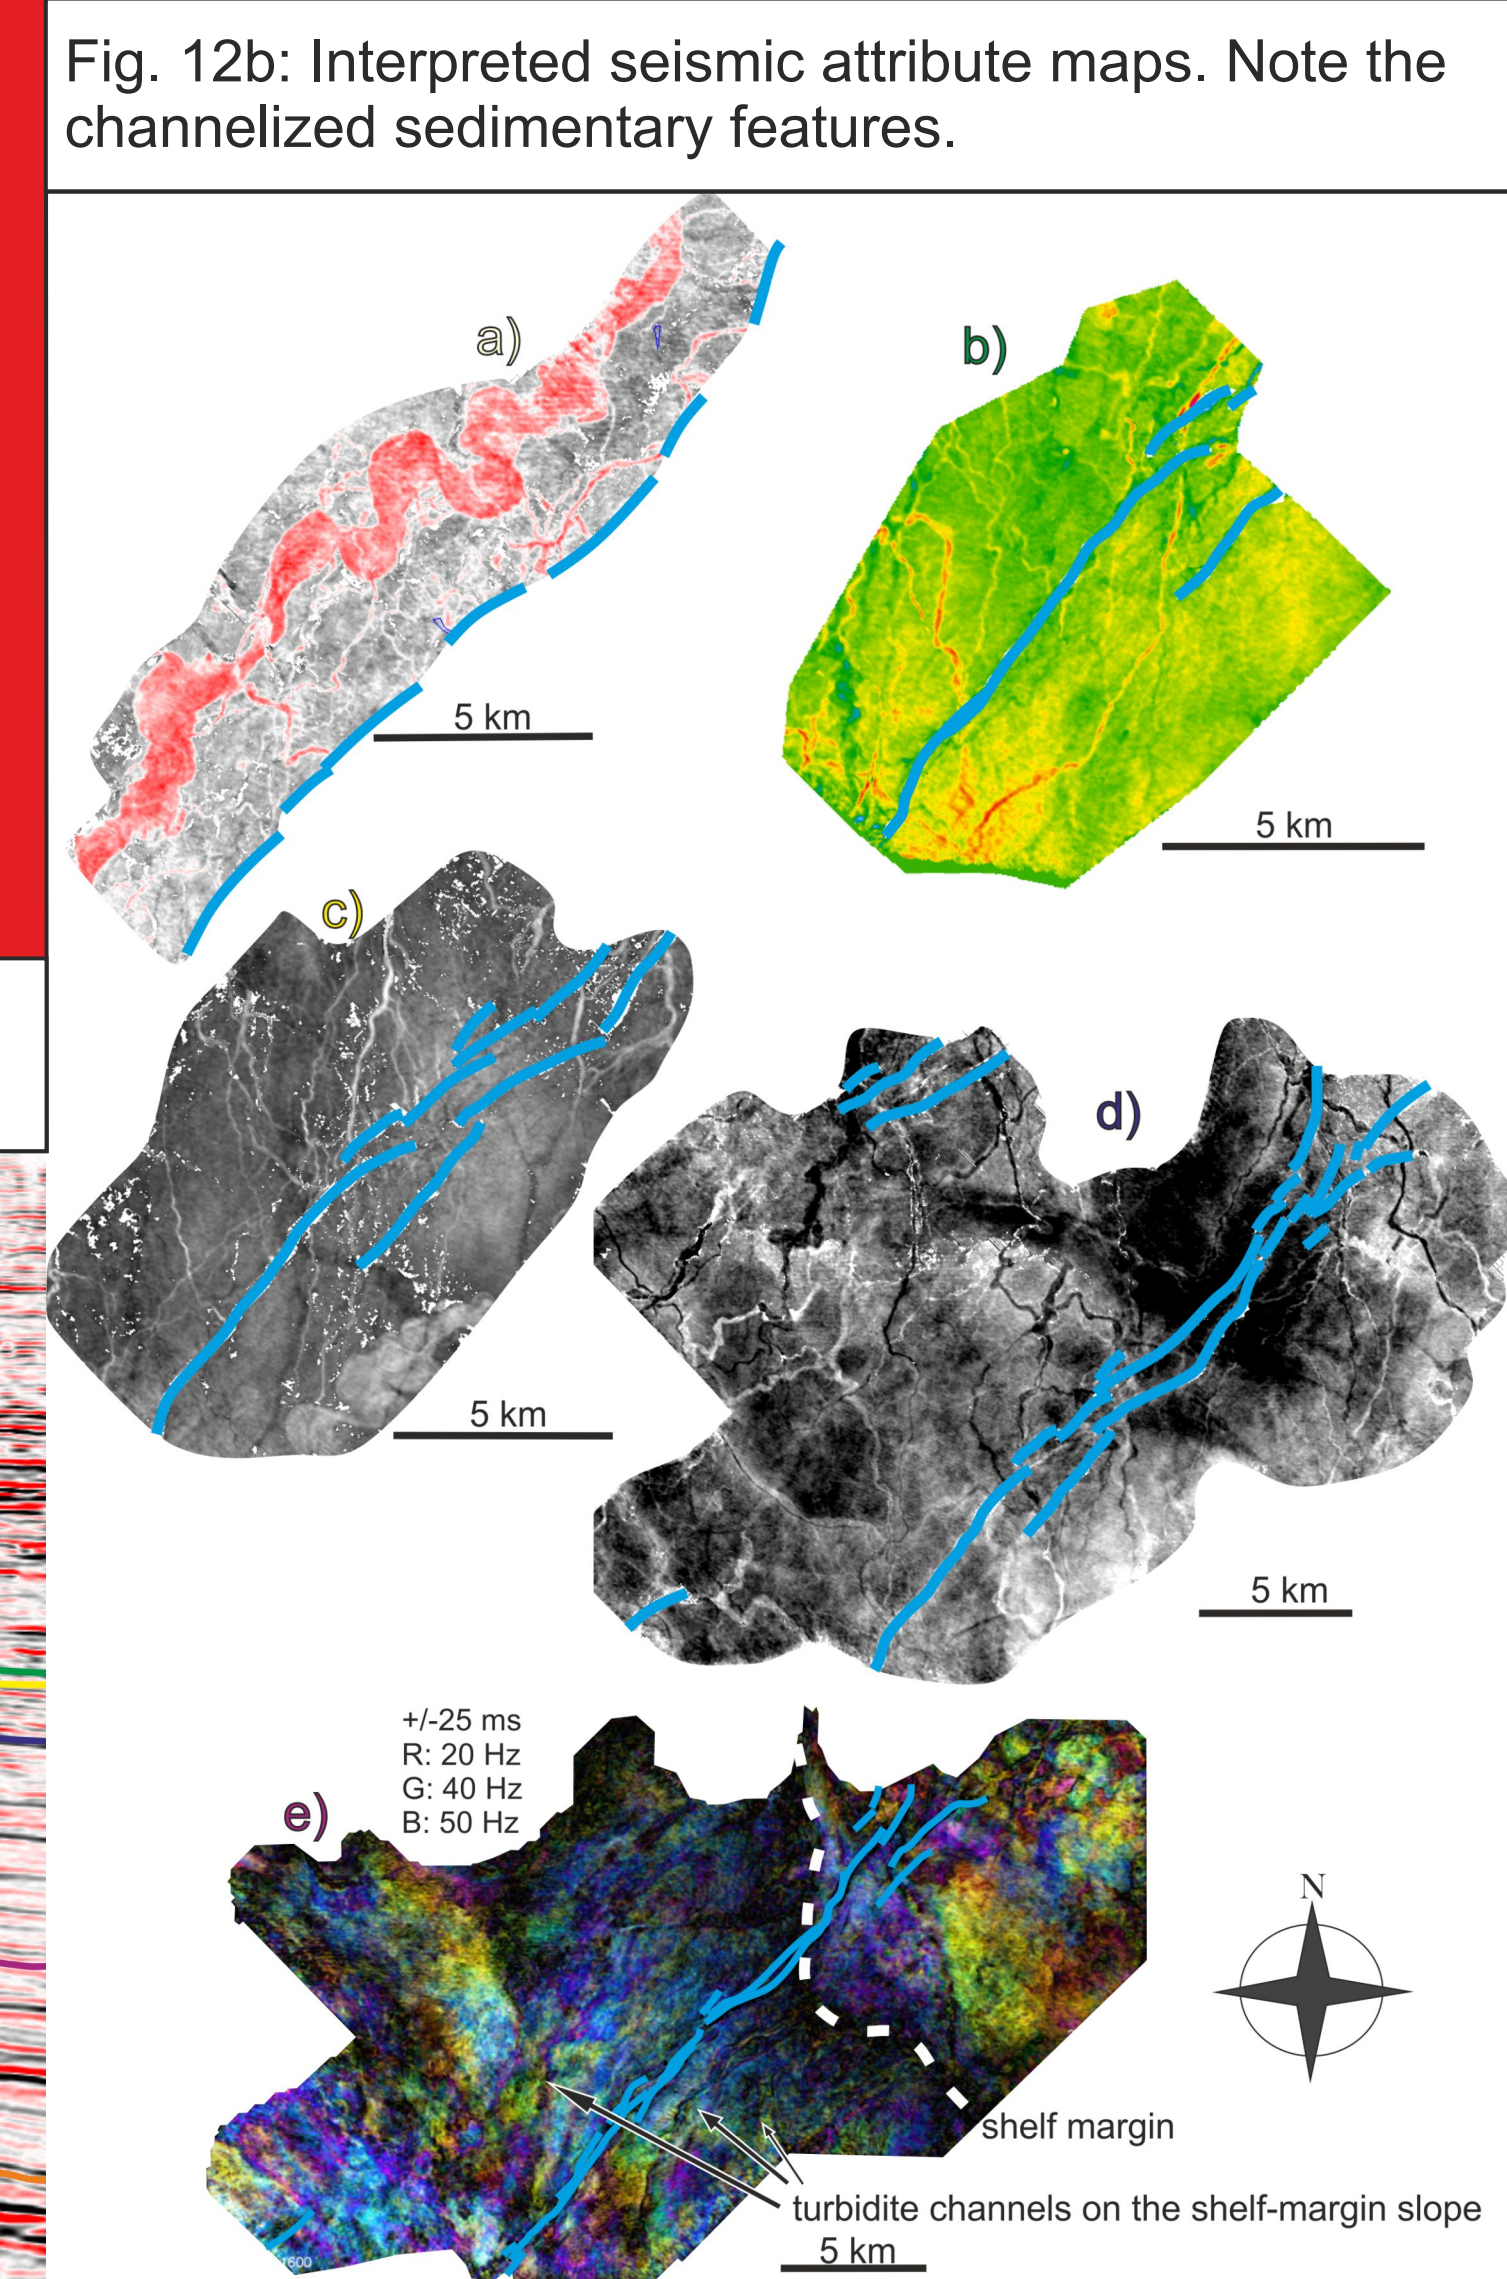 Fig. 12b: Interpreted seismic attribute maps. Note the
channelized sedimentary features.
a)
b)
5 km
5 km
c)
d)
5 km
5 km
+/-25 ms
R: 20 Hz
G: 40 Hz
B: 50 Hz
e)
N
shelf margin
turbidite channels on the shelf-margin slope
5 km
1600